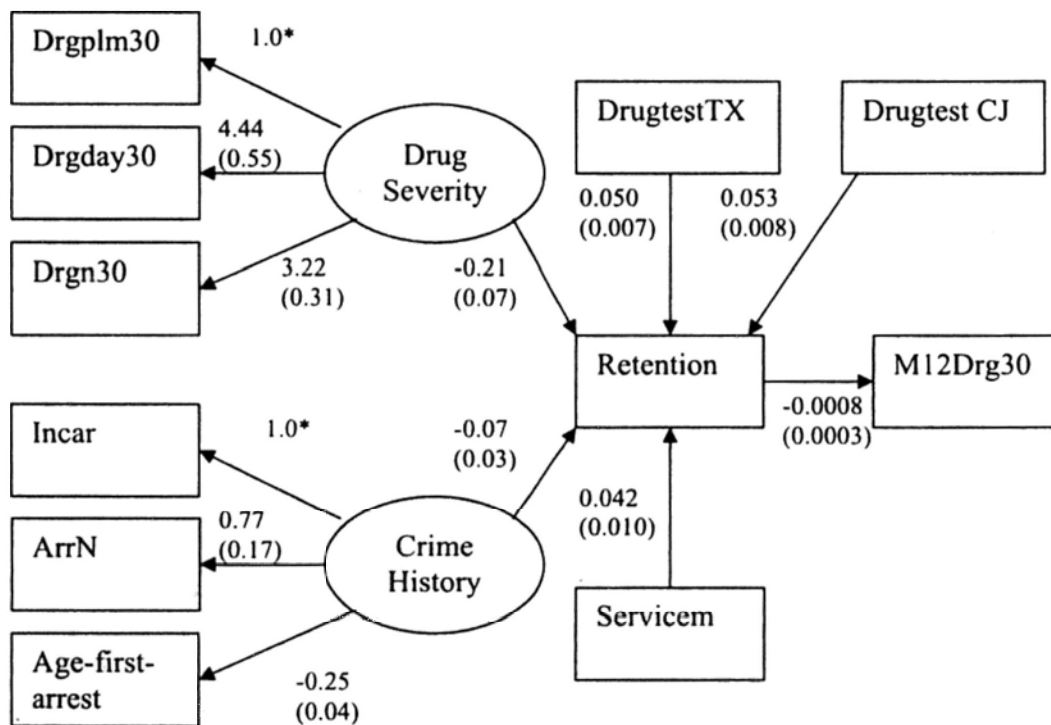 Drgplm30
1.0*
Drgday30
4.44
(0.55)
Drgn30
3.22
(0.31)
Drug
Severity
-0.21
(0.07)
DrugtestTX
0.050
(0.007)
Drugtest CJ
0.053
(0.008)
Retention
M12Drg30
-0.0008
(0.0003)
Incar
1.0*
ArrN
0.77
(0.17)
Age-first-
arrest
-0.25
(0.04)
Crime
History
-0.07
(0.03)
0.042
(0.010)
Servicem